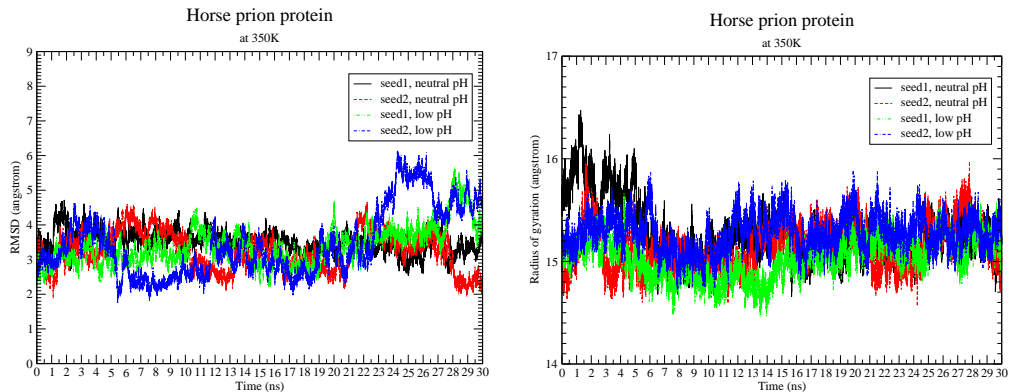 Horse prion protein
at 350K
9
8
7
6
5
4
3
2
1
0
RMSD (angstrom)
seed1, neutral pH
seed2, neutral pH
seed1, low pH
seed2, low pH
0 1 2 3 4 5 6 7 8 9 10 11 12 13 14 15 16 17 18 19 20 21 22 23 24 25 26 27 28 29 30
Time (ns)
Horse prion protein
at 350K
17
16
15
14
Radius of gyration (angstrom)
seed1, neutral pH
seed2, neutral pH
seed1, low pH
seed2, low pH
0 1 2 3 4 5 6 7 8 9 10 11 12 13 14 15 16 17 18 19 20 21 22 23 24 25 26 27 28 29 30
Time (ns)